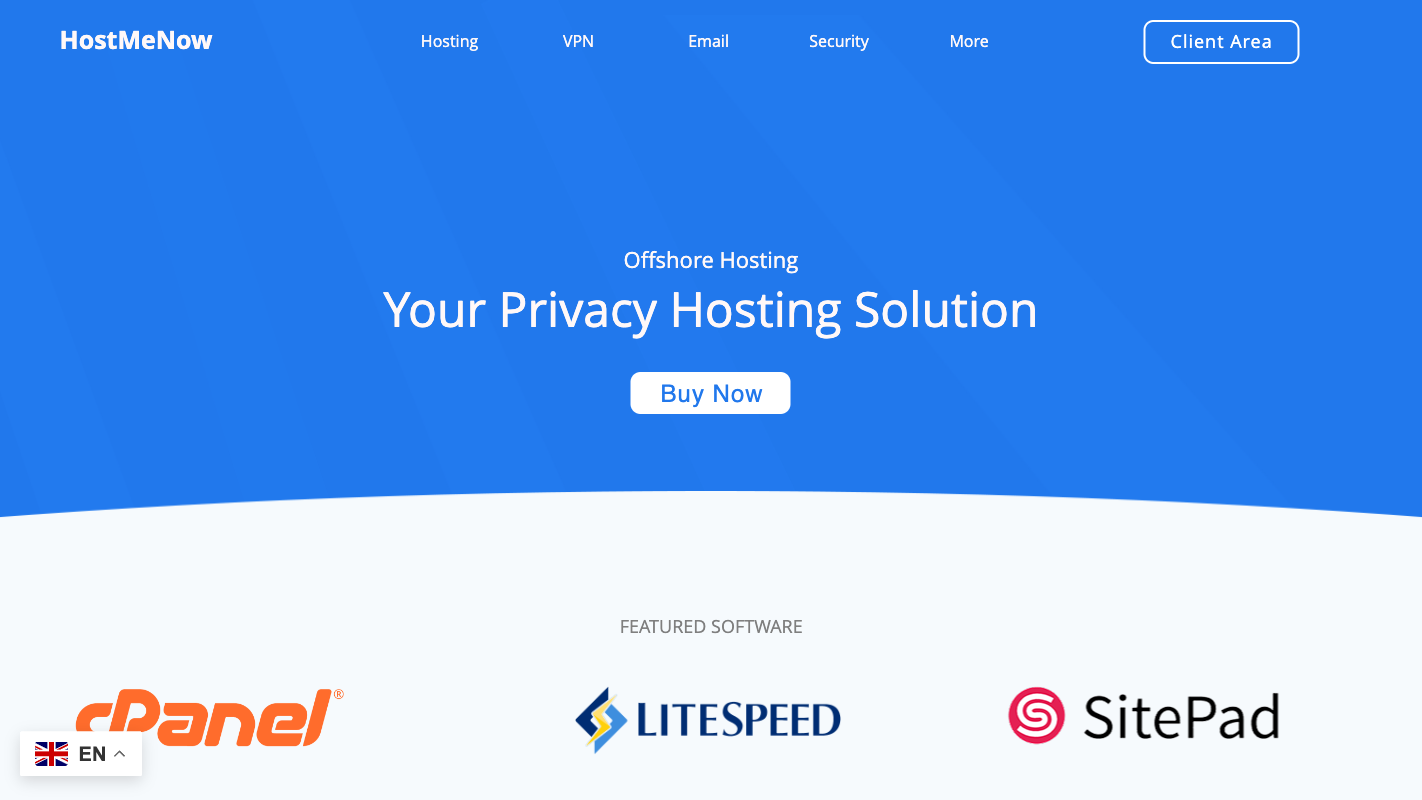 HostMeNow
Hosting
VPN
Email
Security
More
Client Area
Offshore Hosting
Your Privacy Hosting Solution
Buy Now
FEATURED SOFTWARE
cPanel®
LITESPEED
SitePad
EN